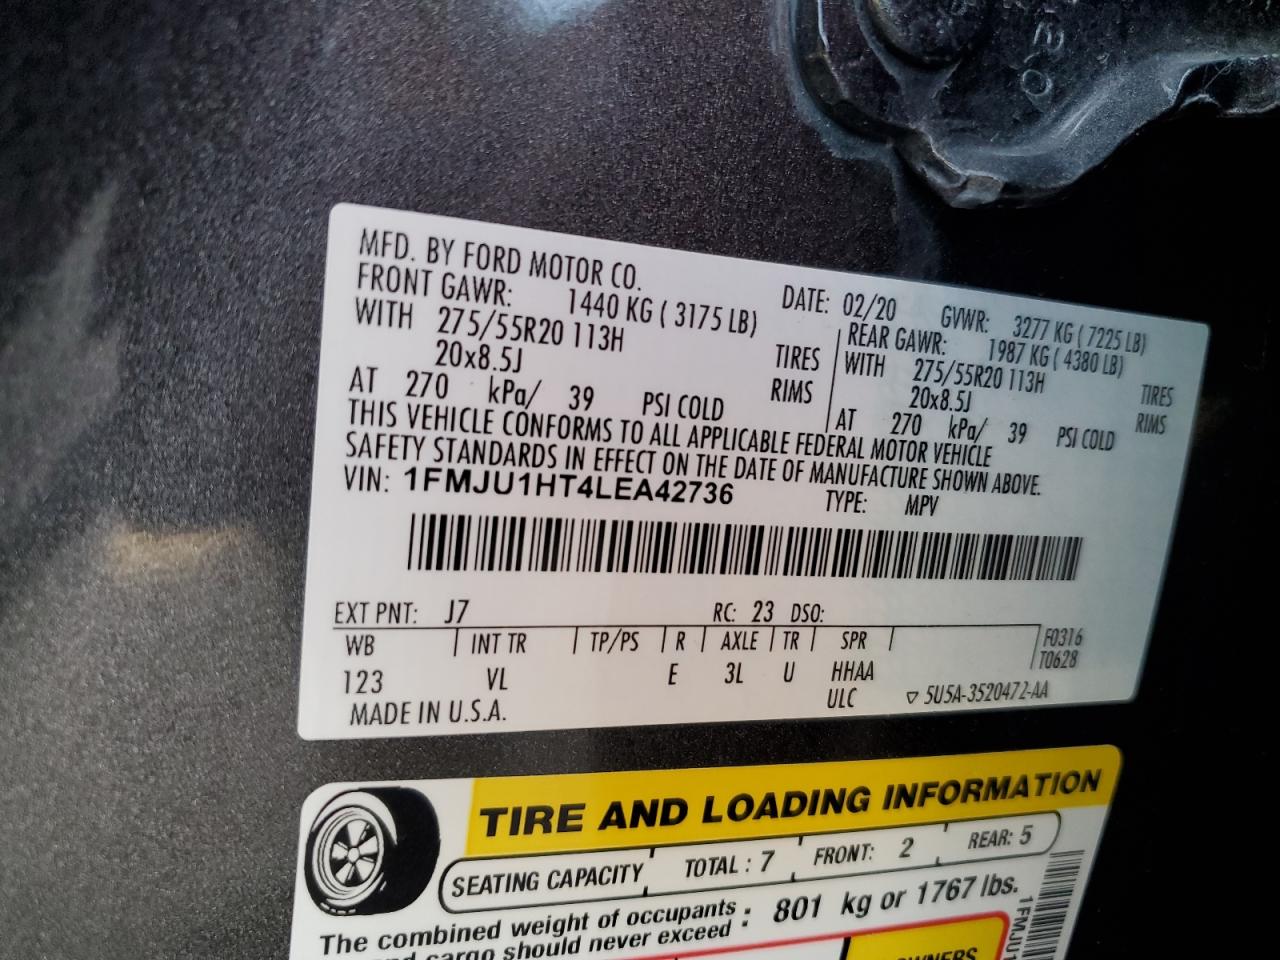 MFD. BY FORD MOTOR CO.
DATE: 02/20 GVWR: 3277 KG ( 7225 LB)
FRONT GAWR: 1440 KG ( 3175 LB)
WITH 275/55R20 113H TIRES
20x8.5J RIMS
AT 270 kPa/ 39 PSI COLD
REAR GAWR: 1987 KG ( 4380 LB)
WITH 275/55R20 113H TIRES
20x8.5J RIMS
AT 270 kPa/ 39 PSI COLD
THIS VEHICLE CONFORMS TO ALL APPLICABLE FEDERAL MOTOR VEHICLE
SAFETY STANDARDS IN EFFECT ON THE DATE OF MANUFACTURE SHOWN ABOVE.
VIN: 1FMJU1HT4LEA42736 TYPE: MPV
EXT PNT: J7 RC: 23 DSO:
WB INT TR TP/PS R AXLE TR SPR F0316
T0628
123 VL E 3L U HHAA
ULC ▽ 5U5A-3520472-AA
MADE IN U.S.A.
TIRE AND LOADING INFORMATION
SEATING CAPACITY TOTAL : 7 FRONT: 2 REAR: 5
The combined weight of occupants : 801 kg or 1767 lbs.
cargo should never exceed
OWNERS
1FMJU1